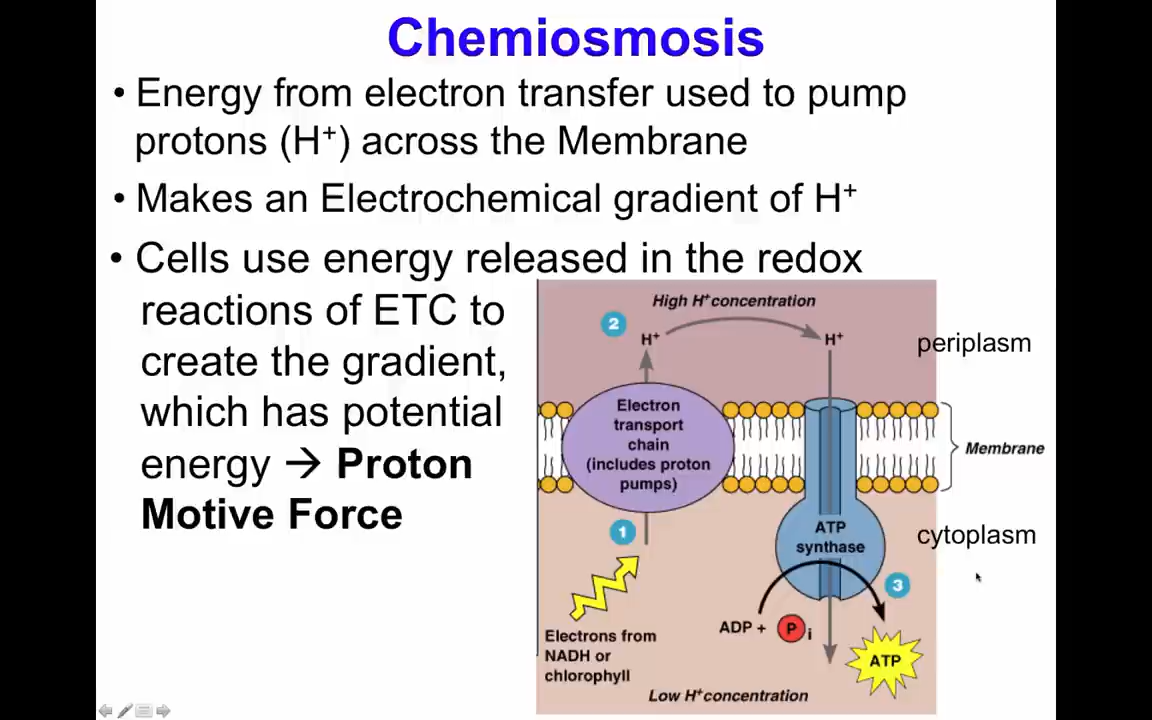 Chemiosmosis
• Energy from electron transfer used to pump
protons (H⁺) across the Membrane
• Makes an Electrochemical gradient of H⁺
• Cells use energy released in the redox
reactions of ETC to
create the gradient,
which has potential
energy → Proton
Motive Force
High H⁺concentration
2
H⁺
H⁺
periplasm
Electron
transport
chain
(includes proton
pumps)
Membrane
1
ATP
synthase
cytoplasm
3
ADP + P i
Electrons from
NADH or
chlorophyll
ATP
Low H⁺concentration